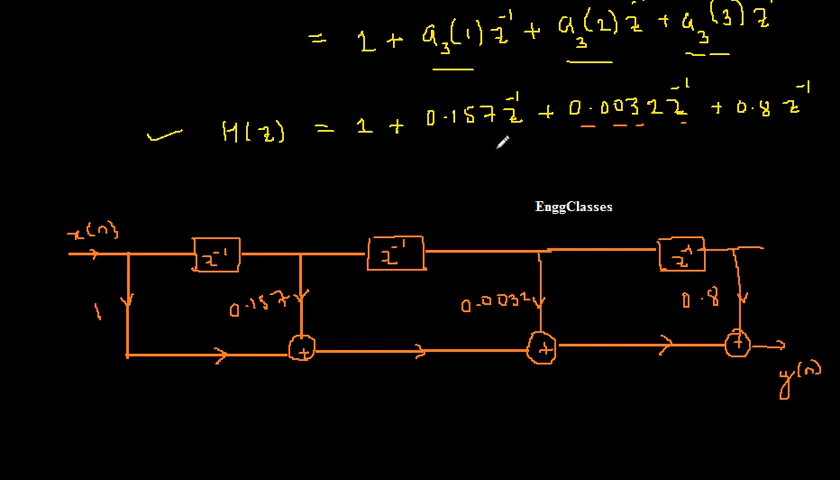 = 1 + a₃(1) z⁻¹ + a₃(2) z⁻ + a₃(3) z⁻
✓ H(z) = 1 + 0.157 z⁻¹ + 0.0032 z⁻¹ + 0.8 z⁻¹
EnggClasses
x(n)
z⁻¹ z⁻¹ z⁻¹
1 0.157 0.0032 0.8
+ + +
y(n)